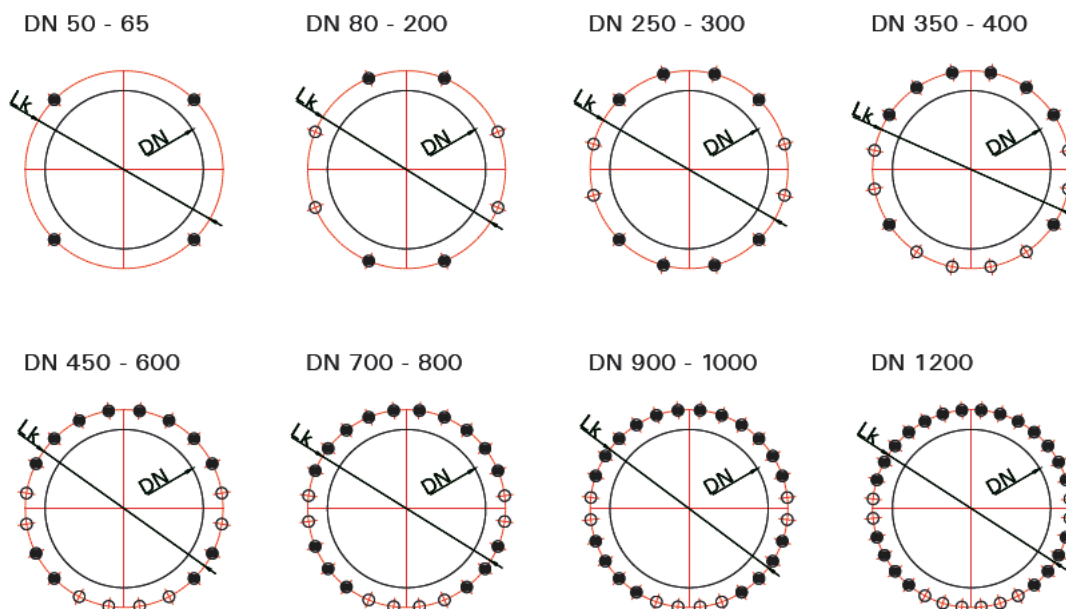 DN 50 - 65
DN 80 - 200
DN 250 - 300
DN 350 - 400
Lk
DN
Lk
DN
Lk
DN
Lk
DN
DN 450 - 600
DN 700 - 800
DN 900 - 1000
DN 1200
Lk
DN
Lk
DN
Lk
DN
Lk
DN